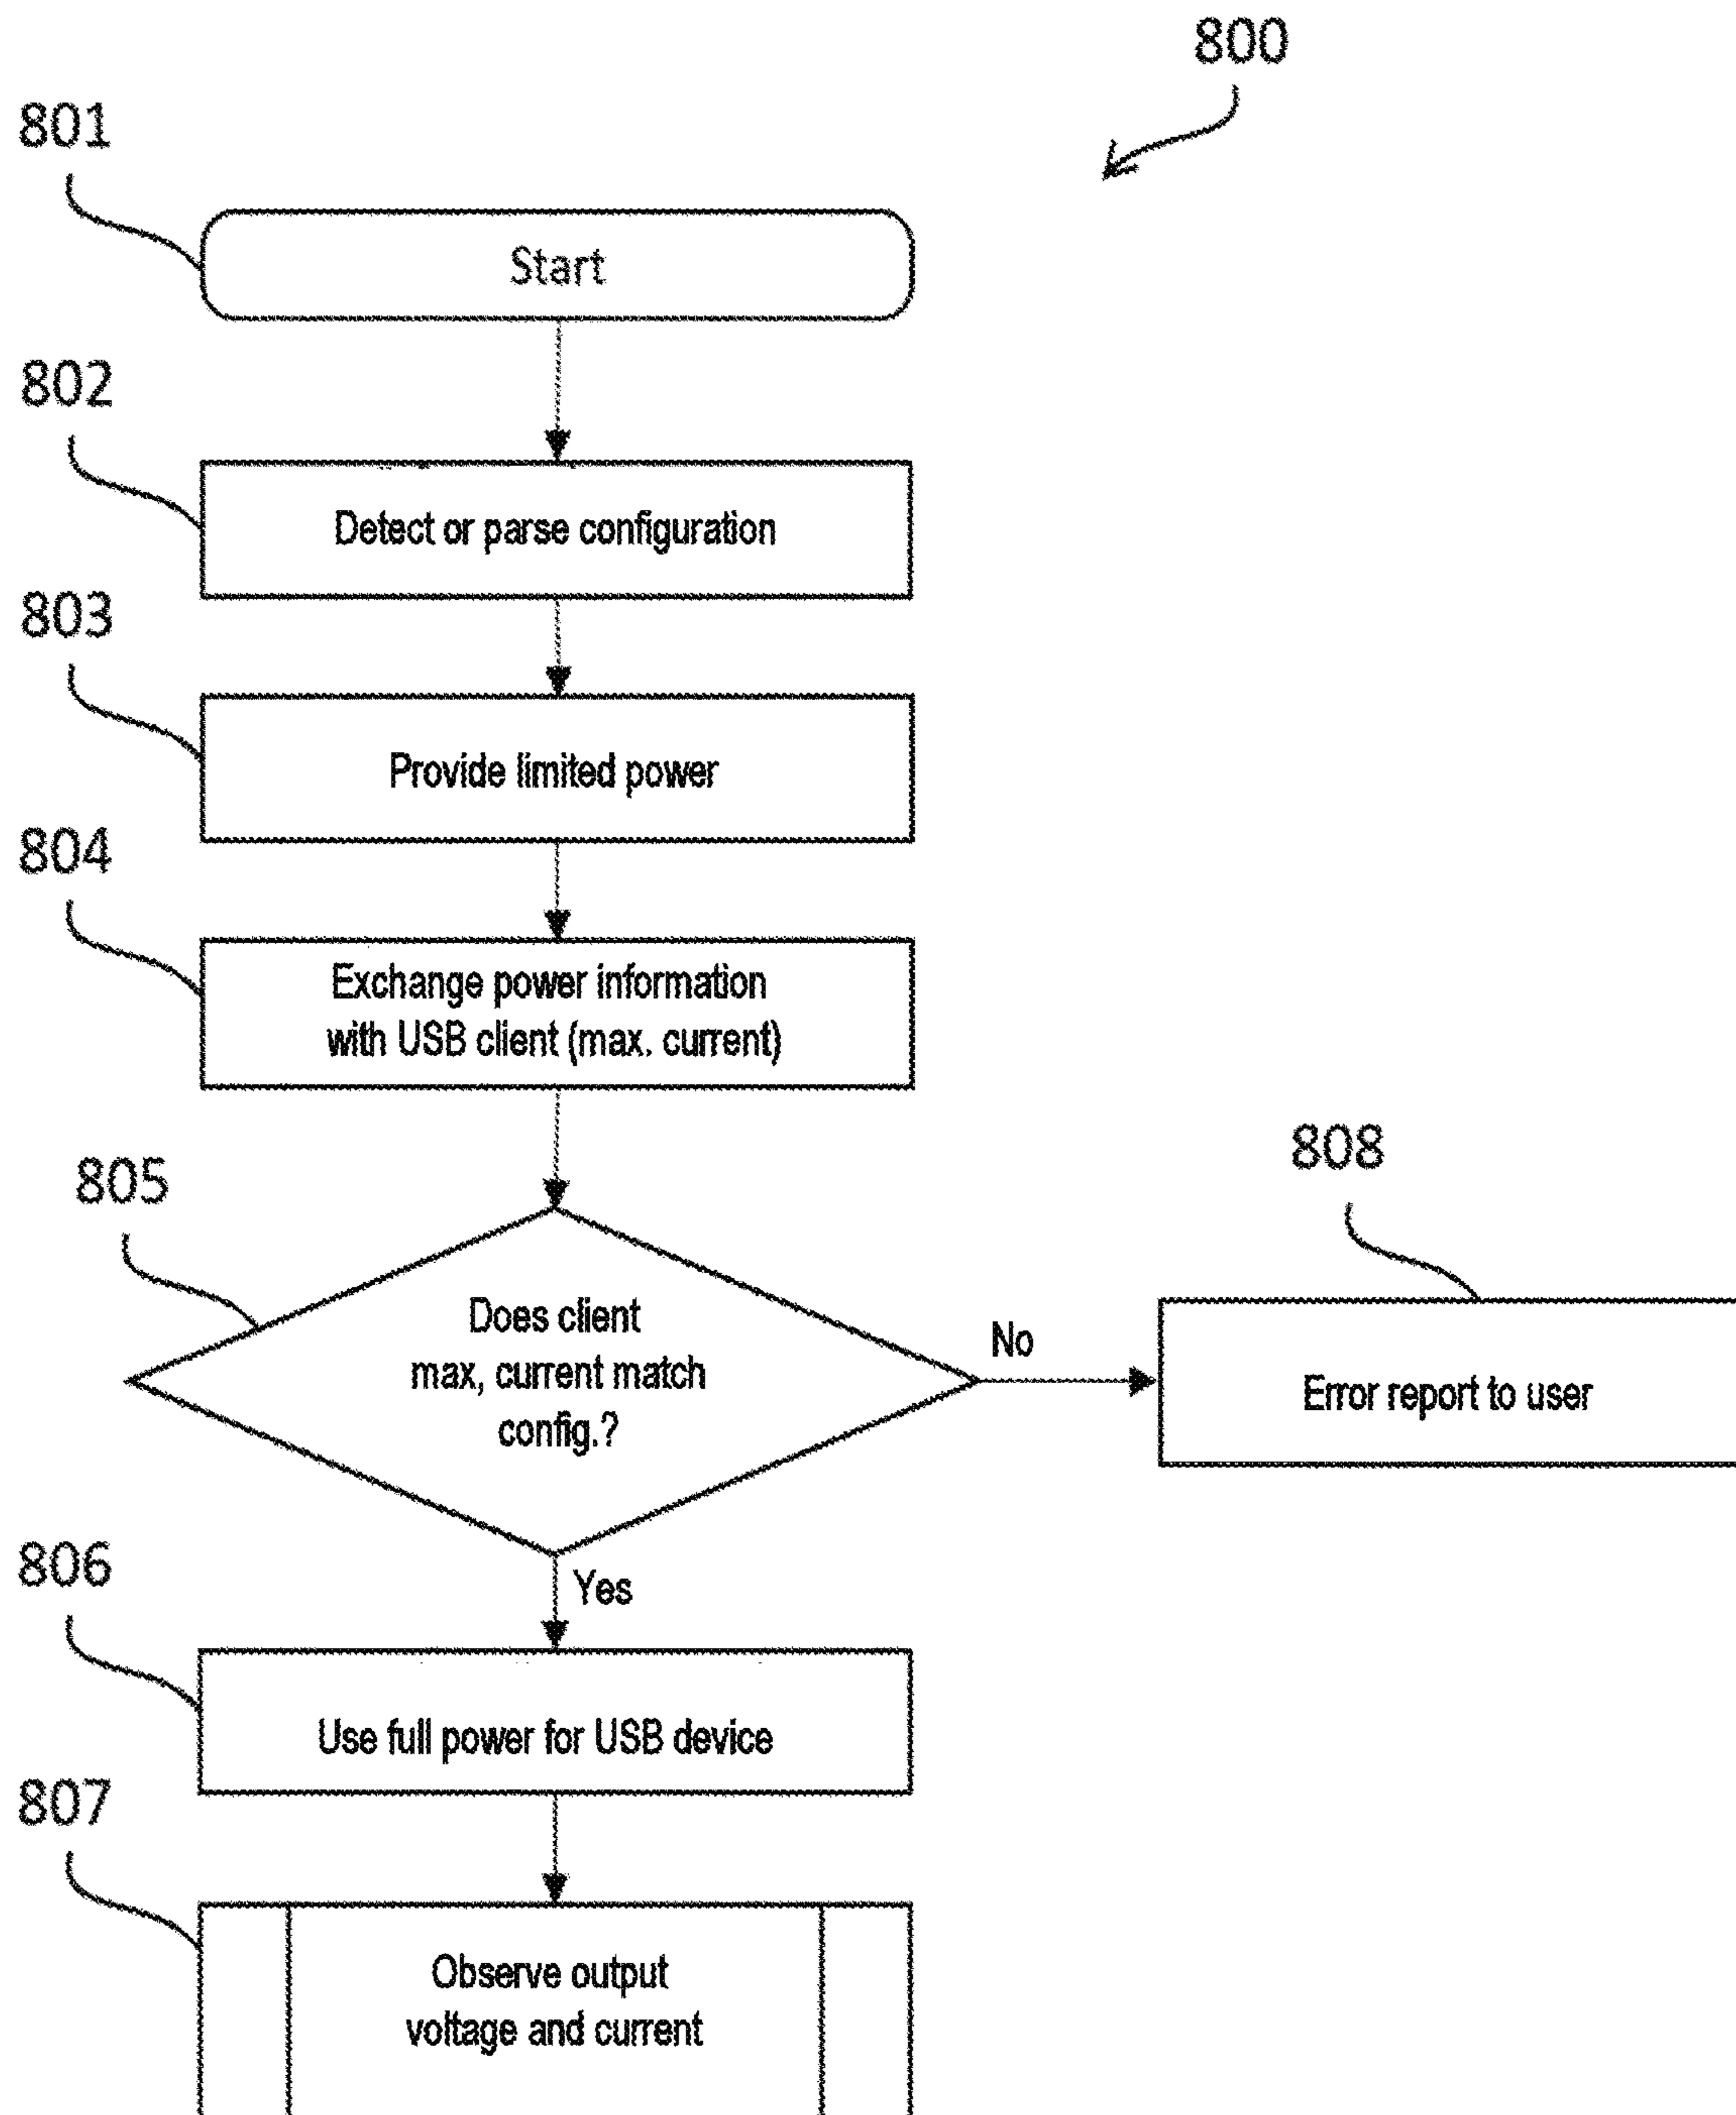 800
801
Start
802
Detect or parse configuration
803
Provide limited power
804
Exchange power information
with USB client (max. current)
805
Does client
max, current match
config.?
No
808
Error report to user
Yes
806
Use full power for USB device
807
Observe output
voltage and current